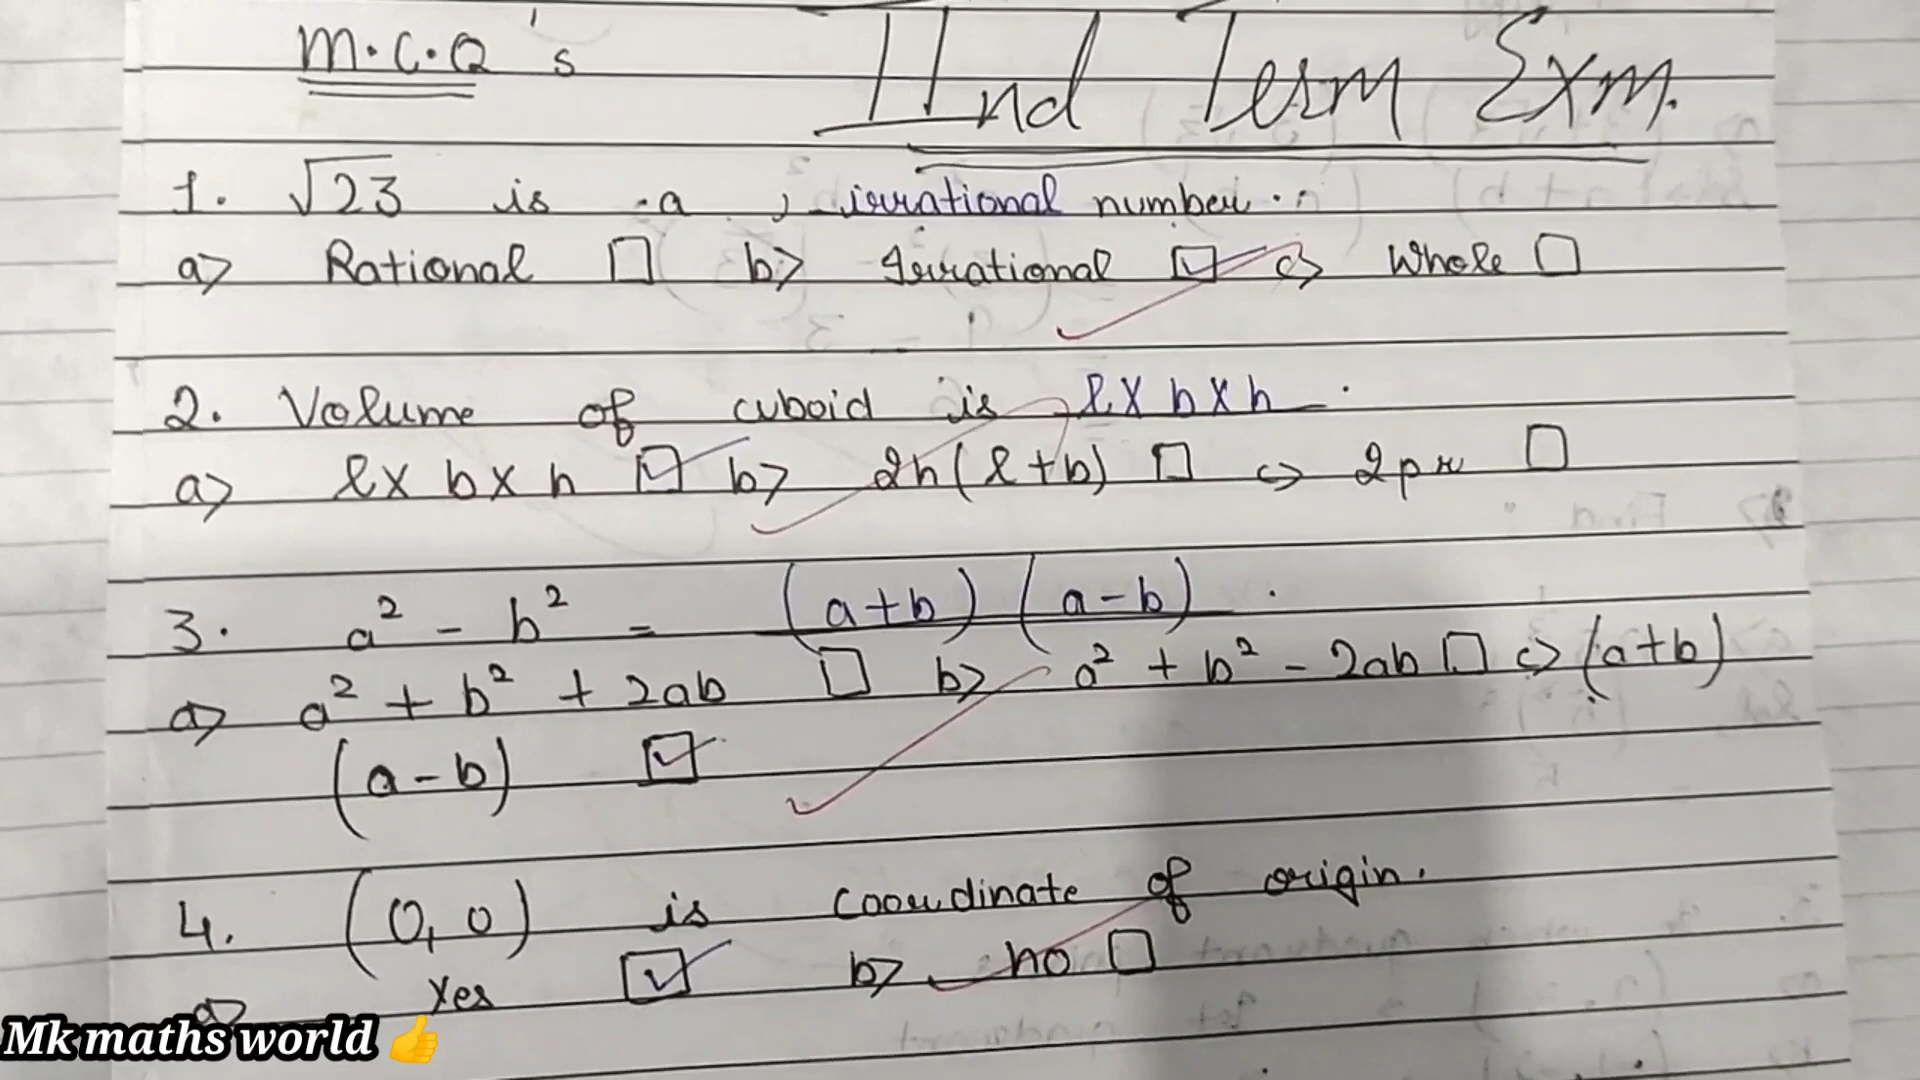 M.C.Q's IInd Term Exm.
1. √23 is a irrational number.
a> Rational b> Irrational c> Whole
2. Volume of cuboid is l x b x h.
a> l x b x h b> 2h(l+b) c>
3. a² - b² = (a+b) (a-b).
a> a² + b² + 2ab b> a² + b² - 2ab c> (a+b)
(a-b)
4. (0, 0) is coordinate of origin.
a> Yes b> no
Mk maths world 👍